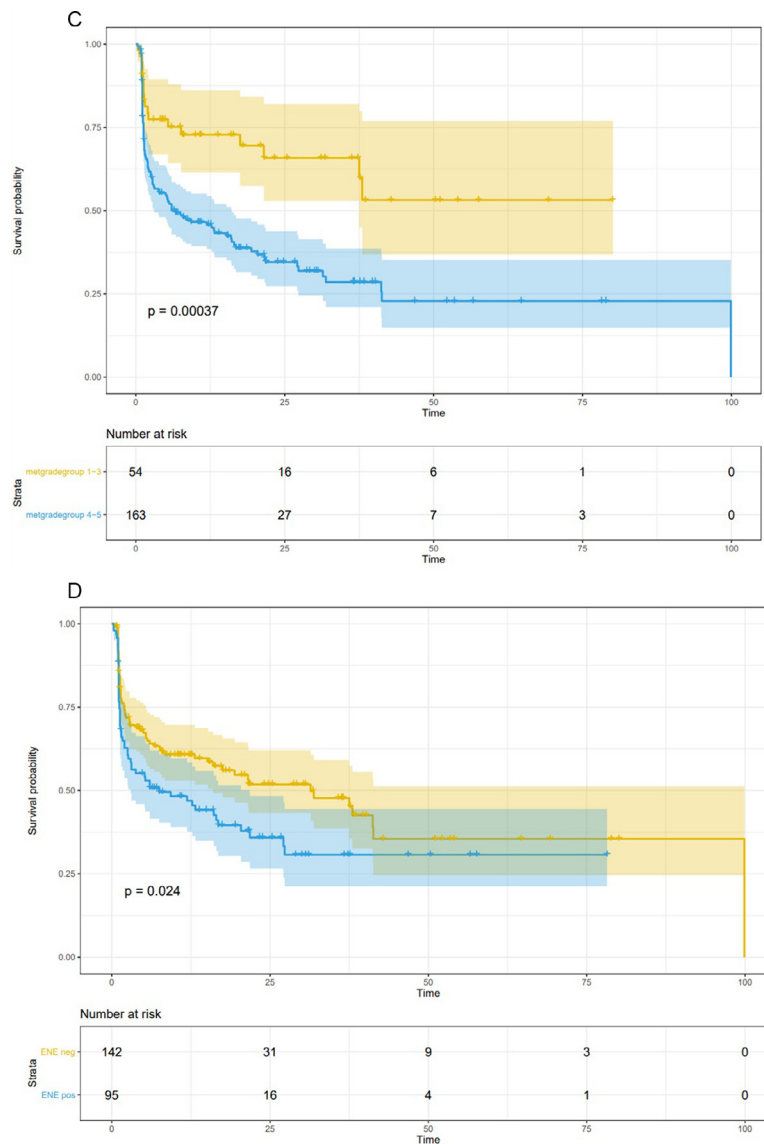 C
1.00
0.75
0.50
0.25
0.00
Survival probability
p = 0.00037
0 25 50 75 100
Time
Number at risk
Strata
metgradegroup 1-3 54 16 6 1 0
metgradegroup 4-5 163 27 7 3 0
0 25 50 75 100
Time
D
1.00
0.75
0.50
0.25
0.00
Survival probability
p = 0.024
0 25 50 75 100
Time
Number at risk
Strata
ENE neg 142 31 9 3 0
ENE pos 95 16 4 1 0
0 25 50 75 100
Time